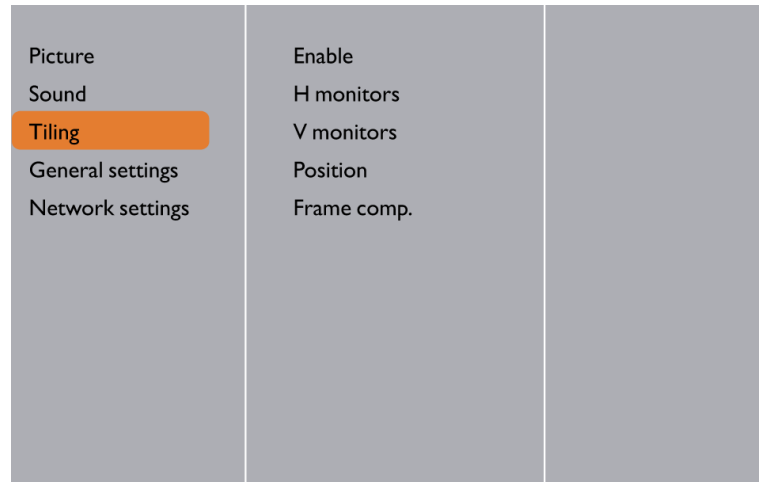 Picture
Sound
Tiling
General settings
Network settings
Enable
H monitors
V monitors
Position
Frame comp.